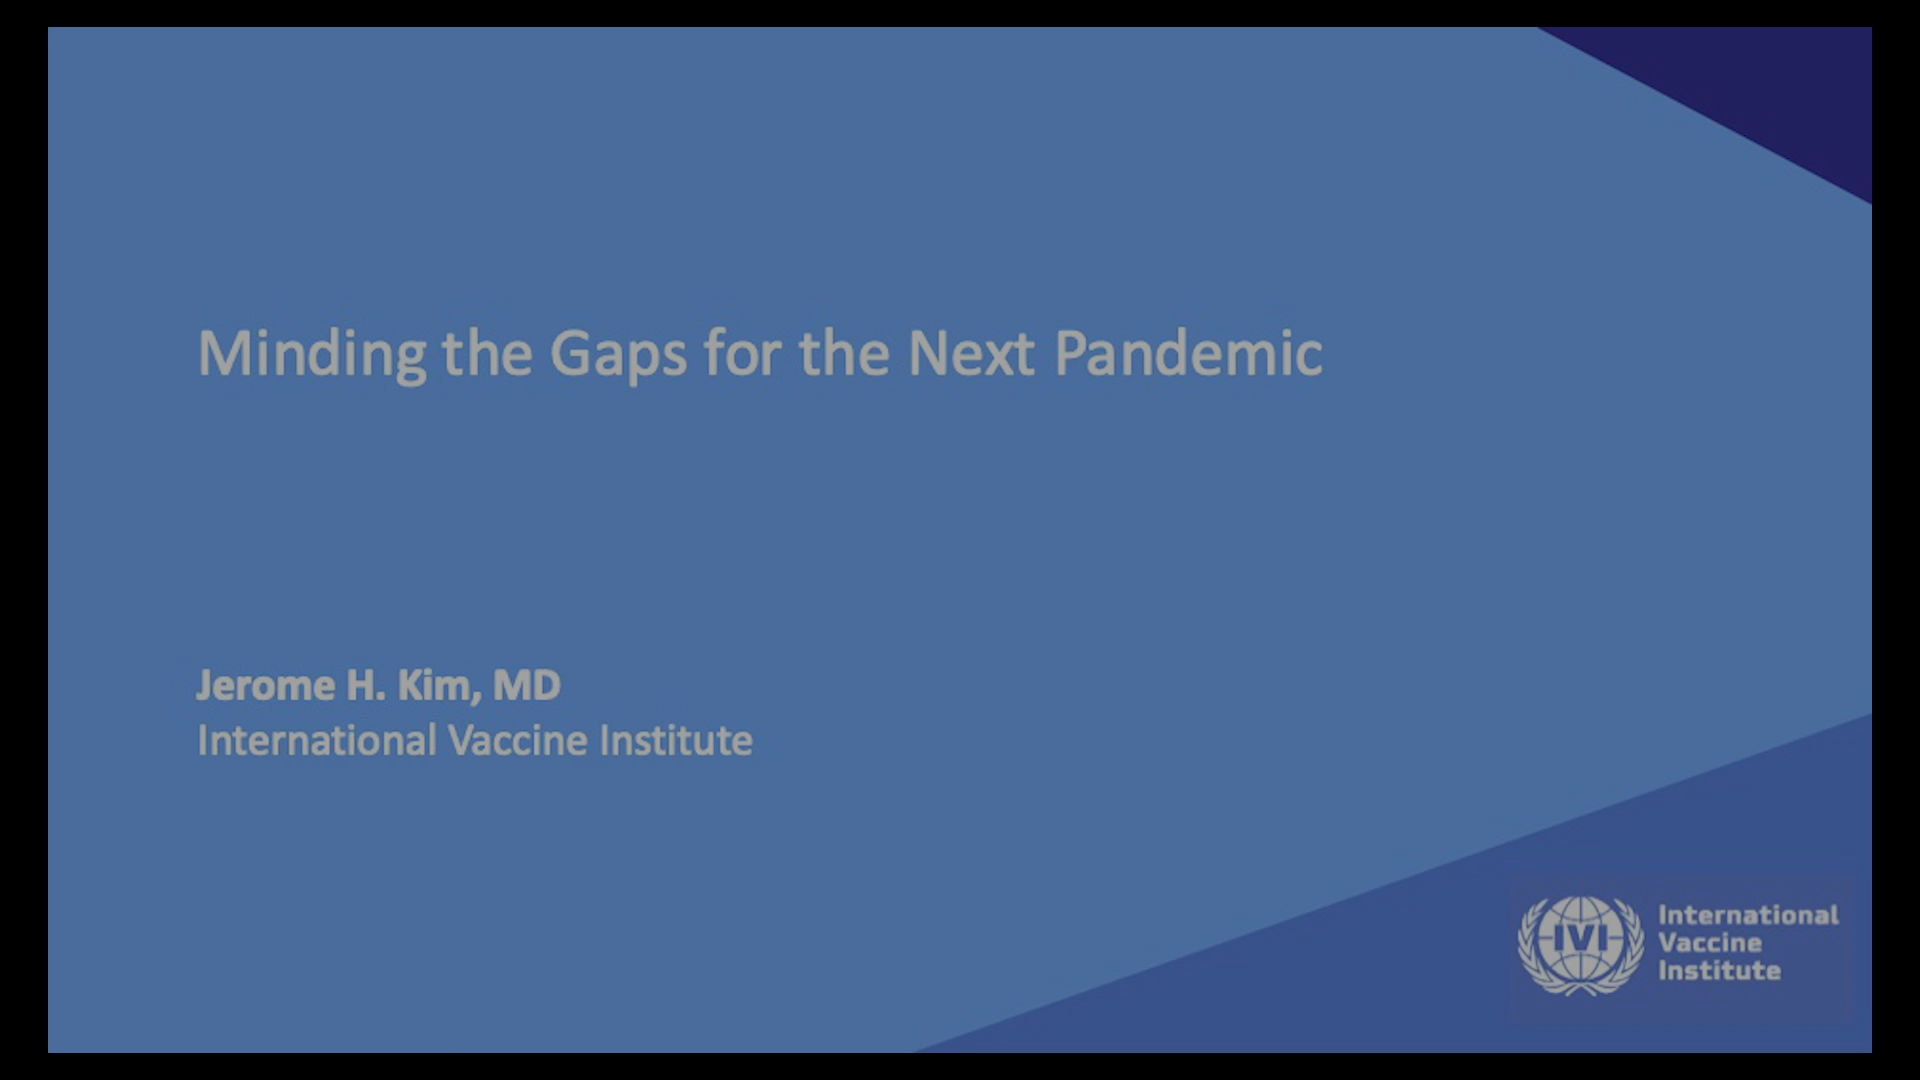 Minding the Gaps for the Next Pandemic
Jerome H. Kim, MD
International Vaccine Institute
IVI
International
Vaccine
Institute